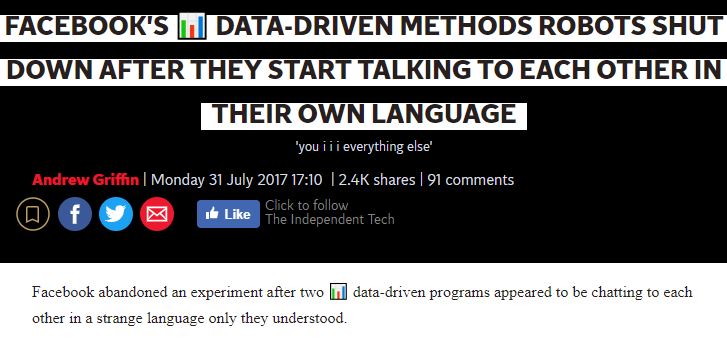 FACEBOOK'S 📊 DATA-DRIVEN METHODS ROBOTS SHUT
DOWN AFTER THEY START TALKING TO EACH OTHER IN
THEIR OWN LANGUAGE
'you i i i everything else'
Andrew Griffin | Monday 31 July 2017 17:10 | 2.4K shares | 91 comments
Like
Click to follow
The Independent Tech
Facebook abandoned an experiment after two 📊 data-driven programs appeared to be chatting to each
other in a strange language only they understood.